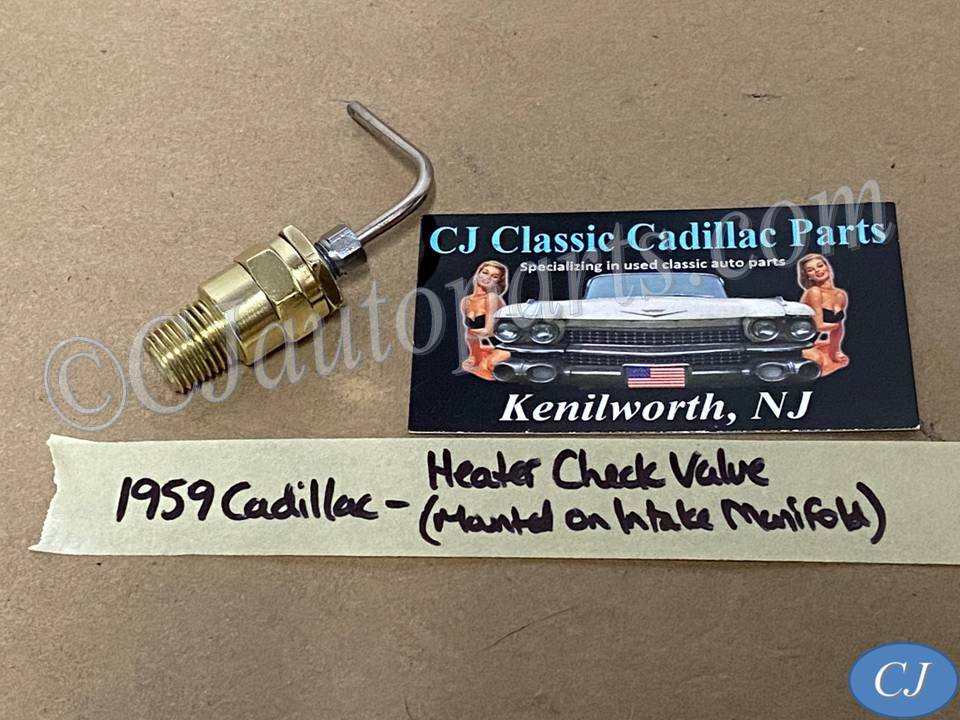 ©CJautoparts.com
CJ Classic Cadillac Parts
Specializing in used classic auto parts
Kenilworth, NJ
1959 Cadillac - Heater Check Valve
(Mounted on Intake Manifold)
CJ